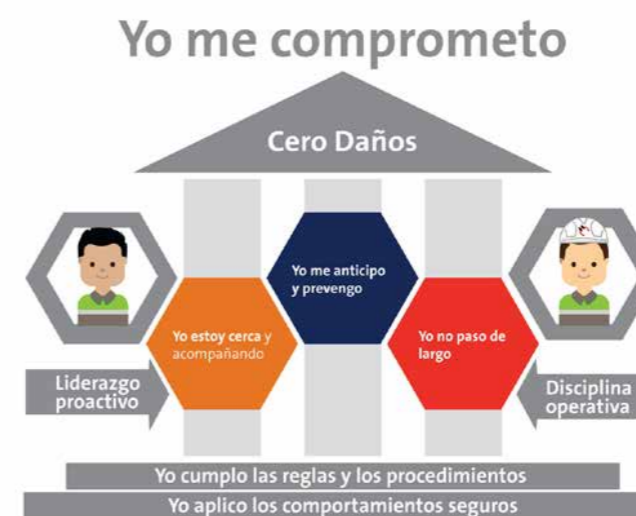 Yo me comprometo
Cero Daños
Yo me anticipo
y prevengo
Yo estoy cerca y
acompañando
Yo no paso de
largo
Liderazgo
proactivo
Disciplina
operativa
Yo cumplo las reglas y los procedimientos
Yo aplico los comportamientos seguros